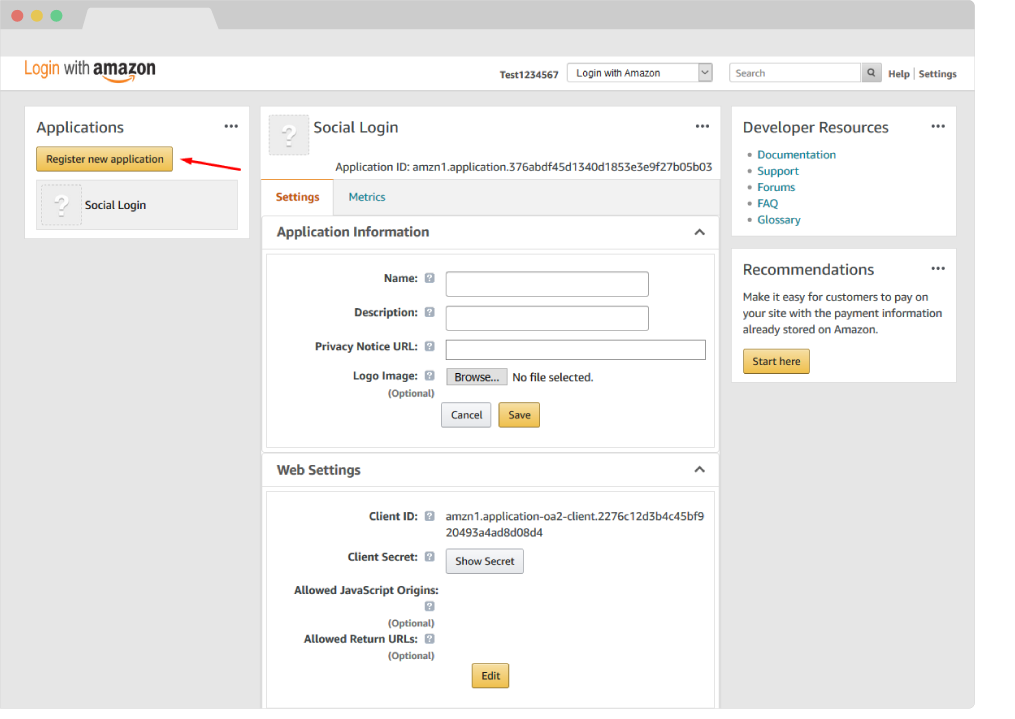 Login with amazon
Test1234567
Login with Amazon
Search
Help
Settings
Applications
Register new application
?
Social Login
?
Social Login
Application ID: amzn1.application.376abdf45d1340d1853e3e9f27b05b03
Settings
Metrics
Application Information
Name: ?
Description: ?
Privacy Notice URL: ?
Logo Image: ?
Browse... No file selected.
(Optional)
Cancel
Save
Web Settings
Client ID: ? amzn1.application-oa2-client.2276c12d3b4c45bf9
20493a4ad8d08d4
Client Secret: ? Show Secret
Allowed JavaScript Origins:
?
(Optional)
Allowed Return URLs: ?
(Optional)
Edit
Developer Resources
Documentation
Support
Forums
FAQ
Glossary
Recommendations
Make it easy for customers to pay on
your site with the payment information
already stored on Amazon.
Start here